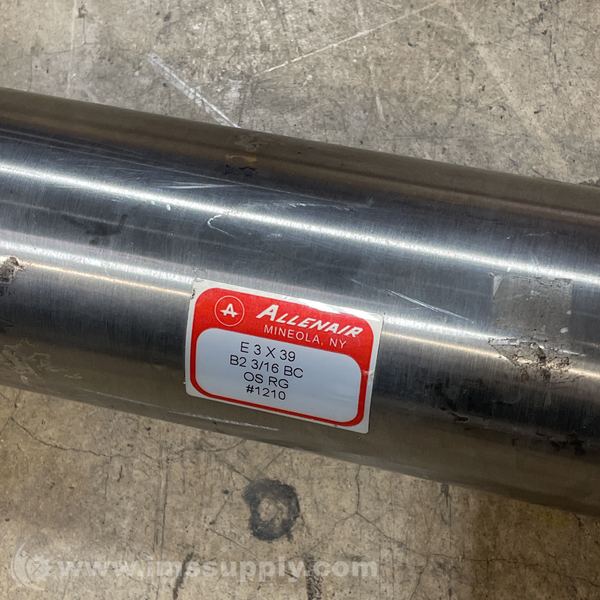 A ALLENAIR
MINEOLA, NY
E 3 X 39
B2 3/16 BC
OS RG
#1210
www.imssupply.com